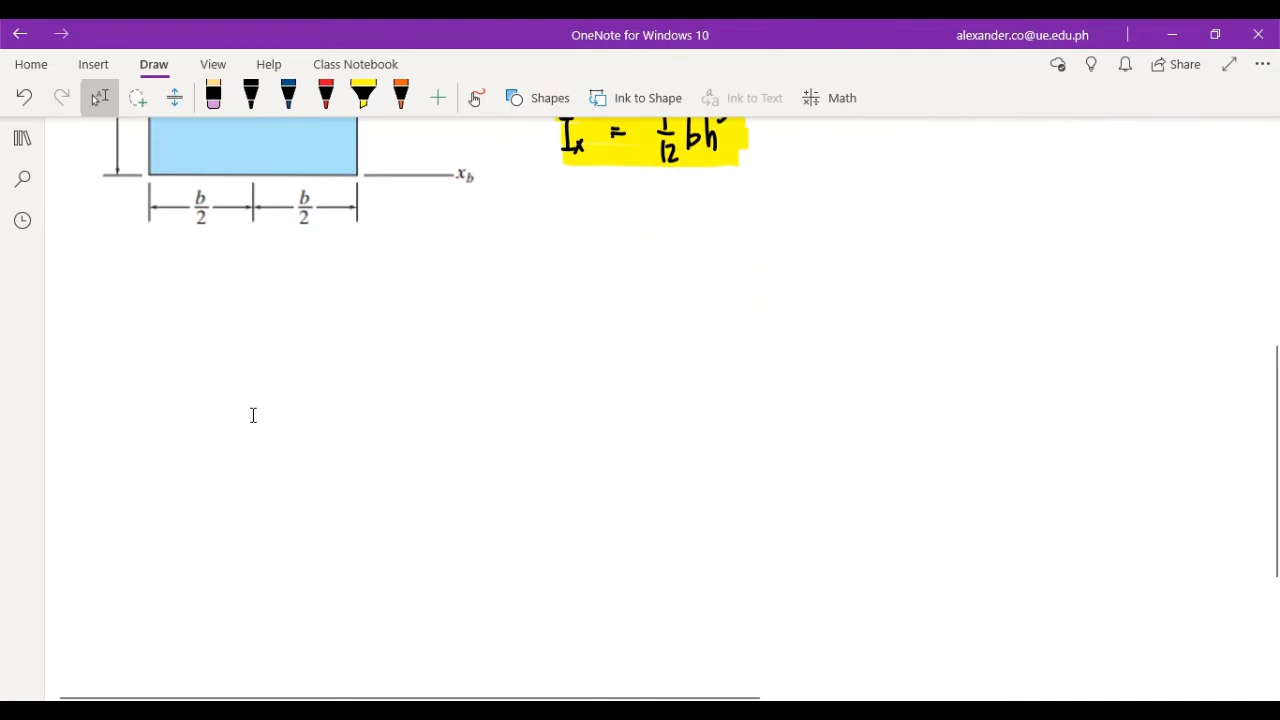 OneNote for Windows 10
alexander.co@ue.edu.ph
Home Insert Draw View Help Class Notebook
Share
Shapes Ink to Shape Ink to Text Math
I_x = 1/12 bh³
x_b
b/2 b/2